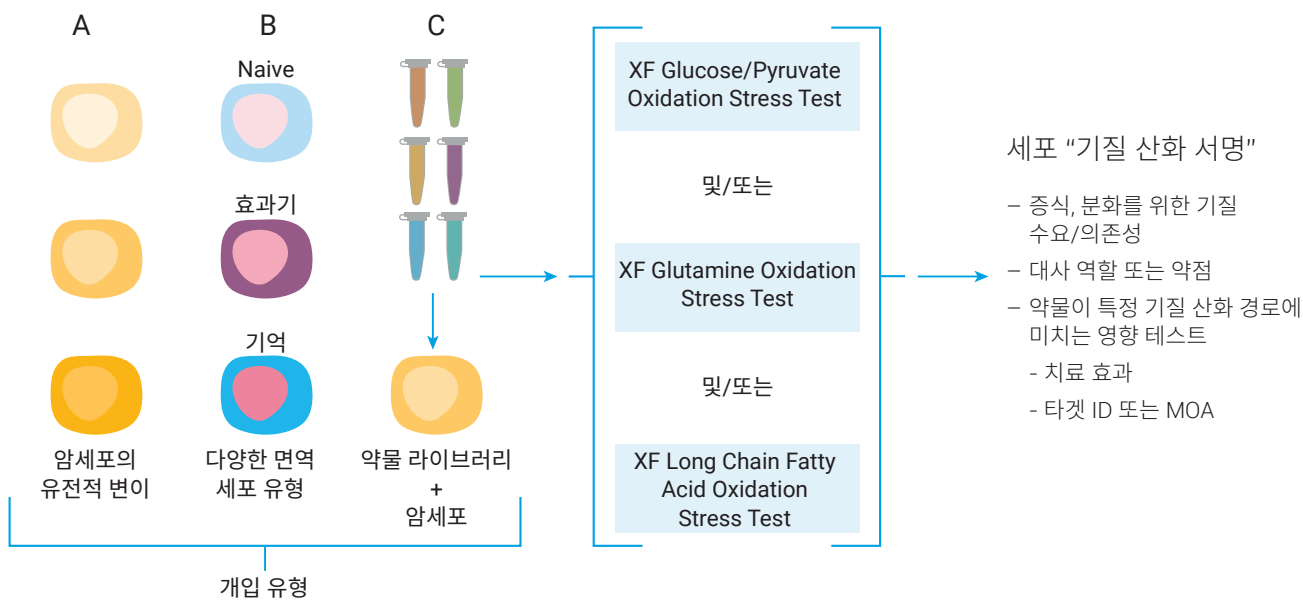 A
B
C
Naive
효과기
기억
암세포의
유전적 변이
다양한 면역
세포 유형
약물 라이브러리
+
암세포
개입 유형
XF Glucose/Pyruvate
Oxidation Stress Test
및/또는
XF Glutamine Oxidation
Stress Test
및/또는
XF Long Chain Fatty
Acid Oxidation
Stress Test
세포 “기질 산화 서명”
– 증식, 분화를 위한 기질
수요/의존성
– 대사 역할 또는 약점
– 약물이 특정 기질 산화 경로에
미치는 영향 테스트
- 치료 효과
- 타겟 ID 또는 MOA